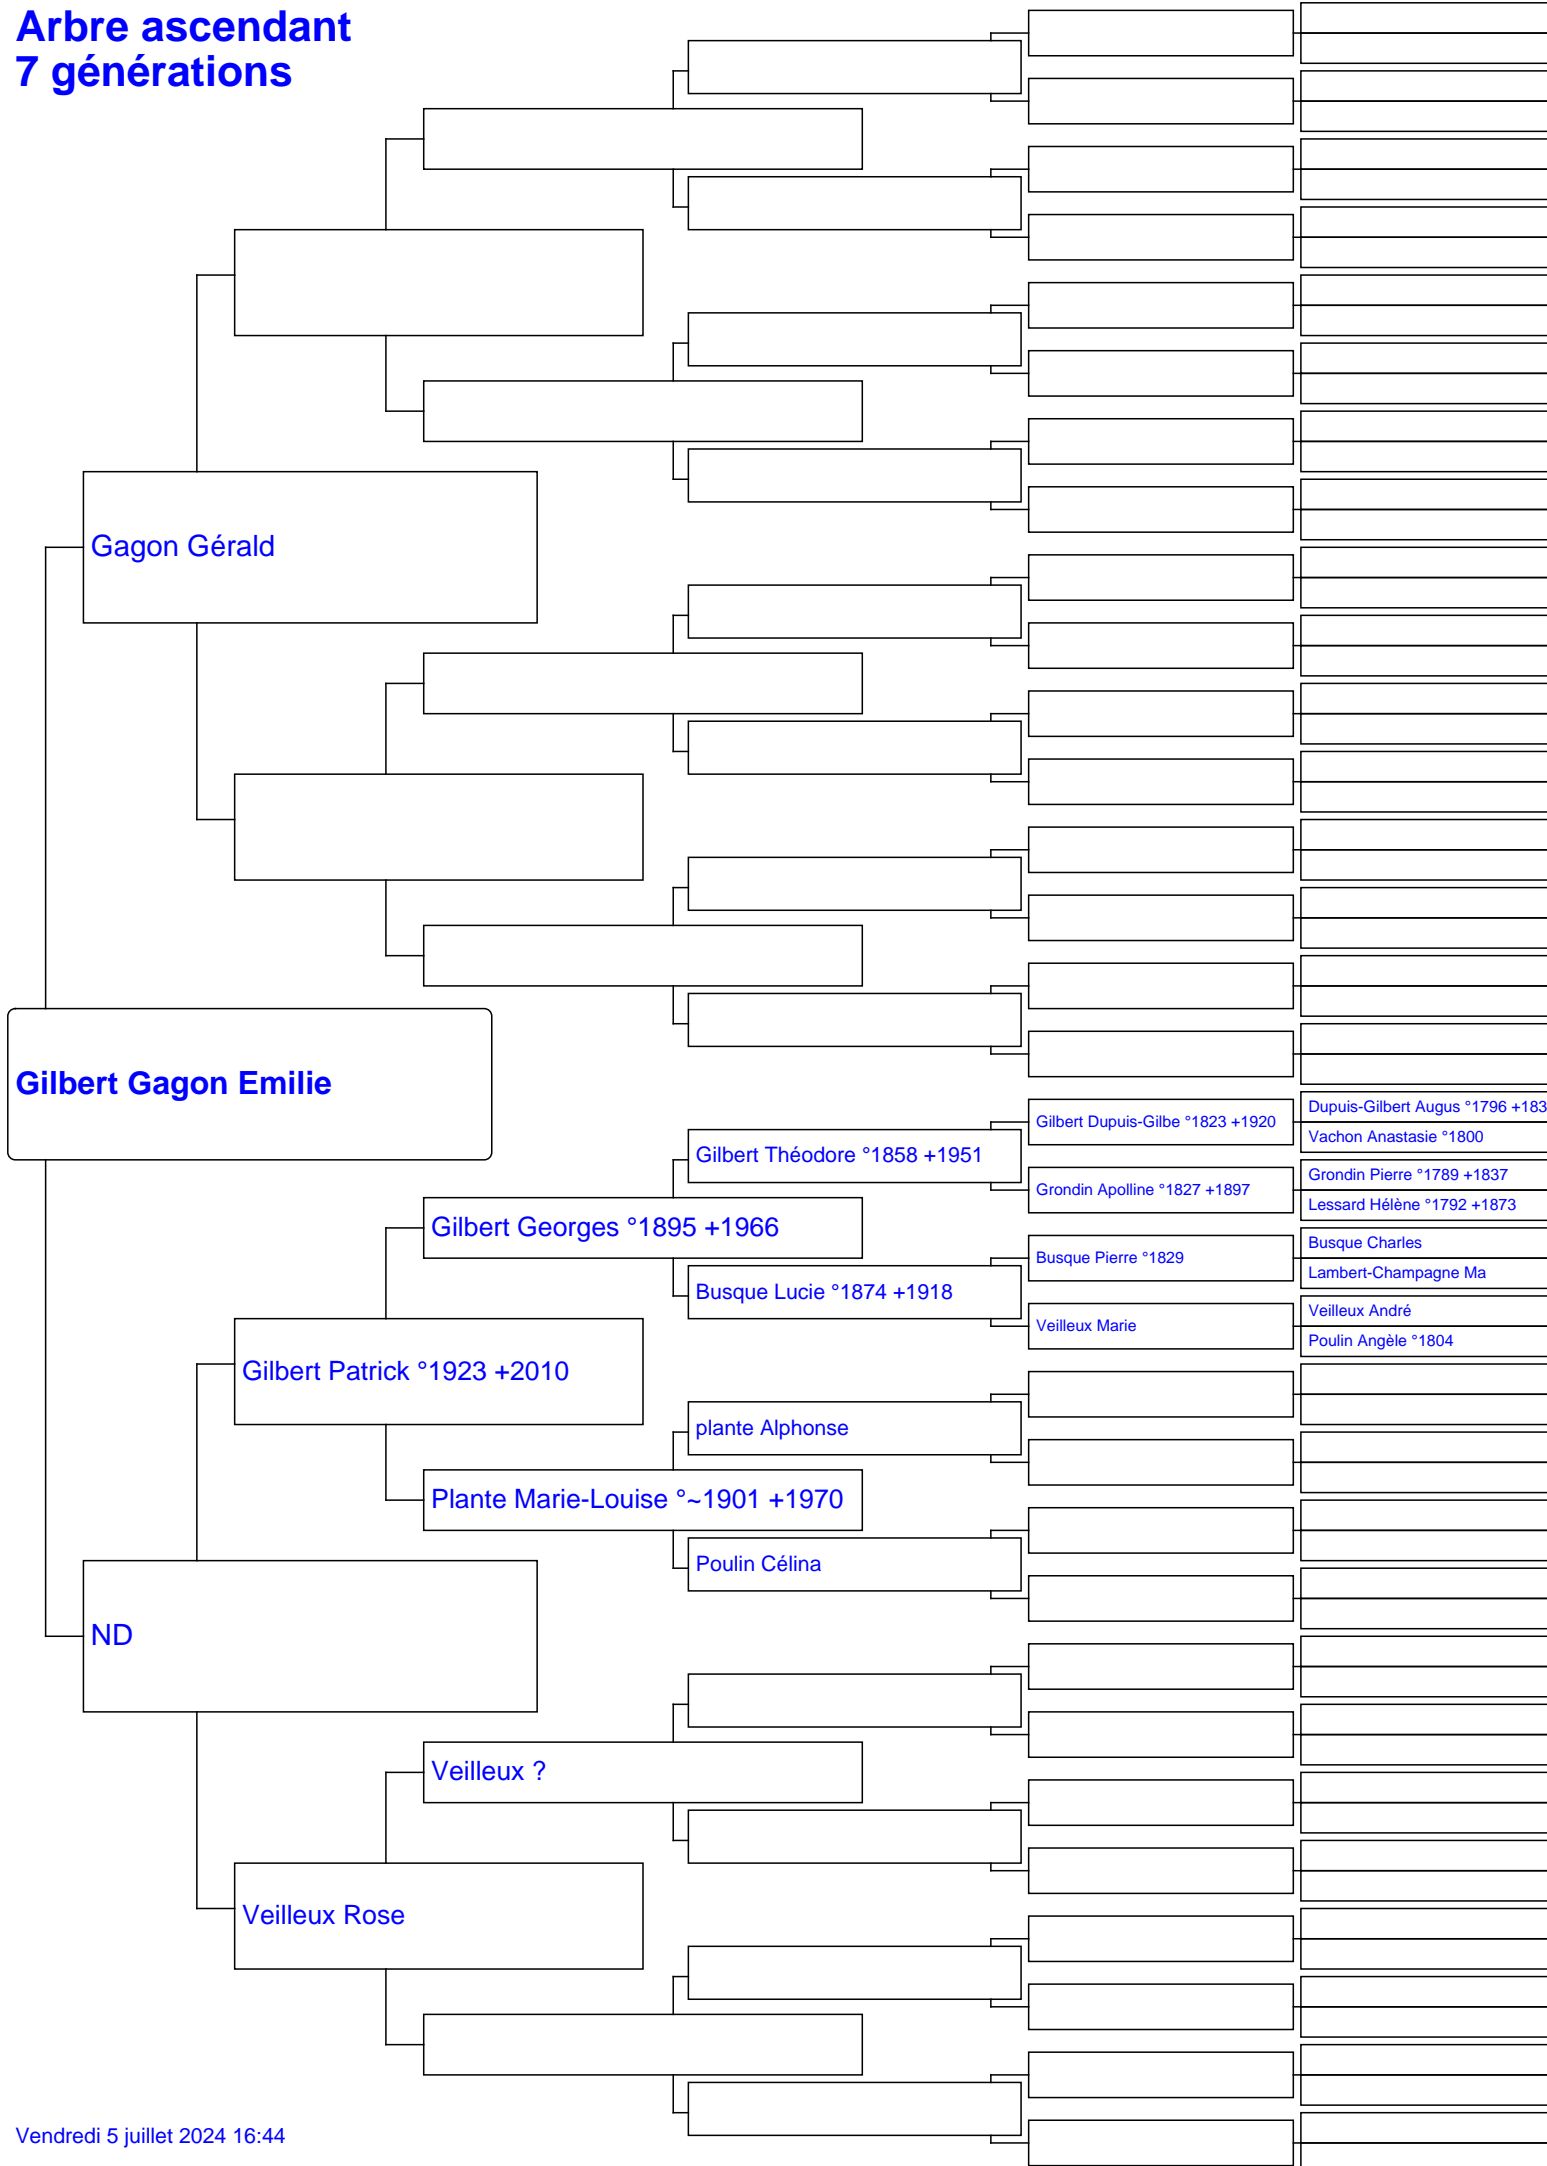 Arbre ascendant
7 générations
Gagon Gérald
Gilbert Gagon Emilie
Dupuis-Gilbert Augus °1796 +183
Gilbert Dupuis-Gilbe °1823 +1920
Vachon Anastasie °1800
Gilbert Théodore °1858 +1951
Grondin Pierre °1789 +1837
Grondin Apolline °1827 +1897
Lessard Hélène °1792 +1873
Gilbert Georges °1895 +1966
Busque Charles
Busque Pierre °1829
Lambert-Champagne Ma
Busque Lucie °1874 +1918
Veilleux André
Veilleux Marie
Poulin Angèle °1804
Gilbert Patrick °1923 +2010
plante Alphonse
Plante Marie-Louise °~1901 +1970
Poulin Célina
ND
Veilleux ?
Veilleux Rose
Vendredi 5 juillet 2024 16:44